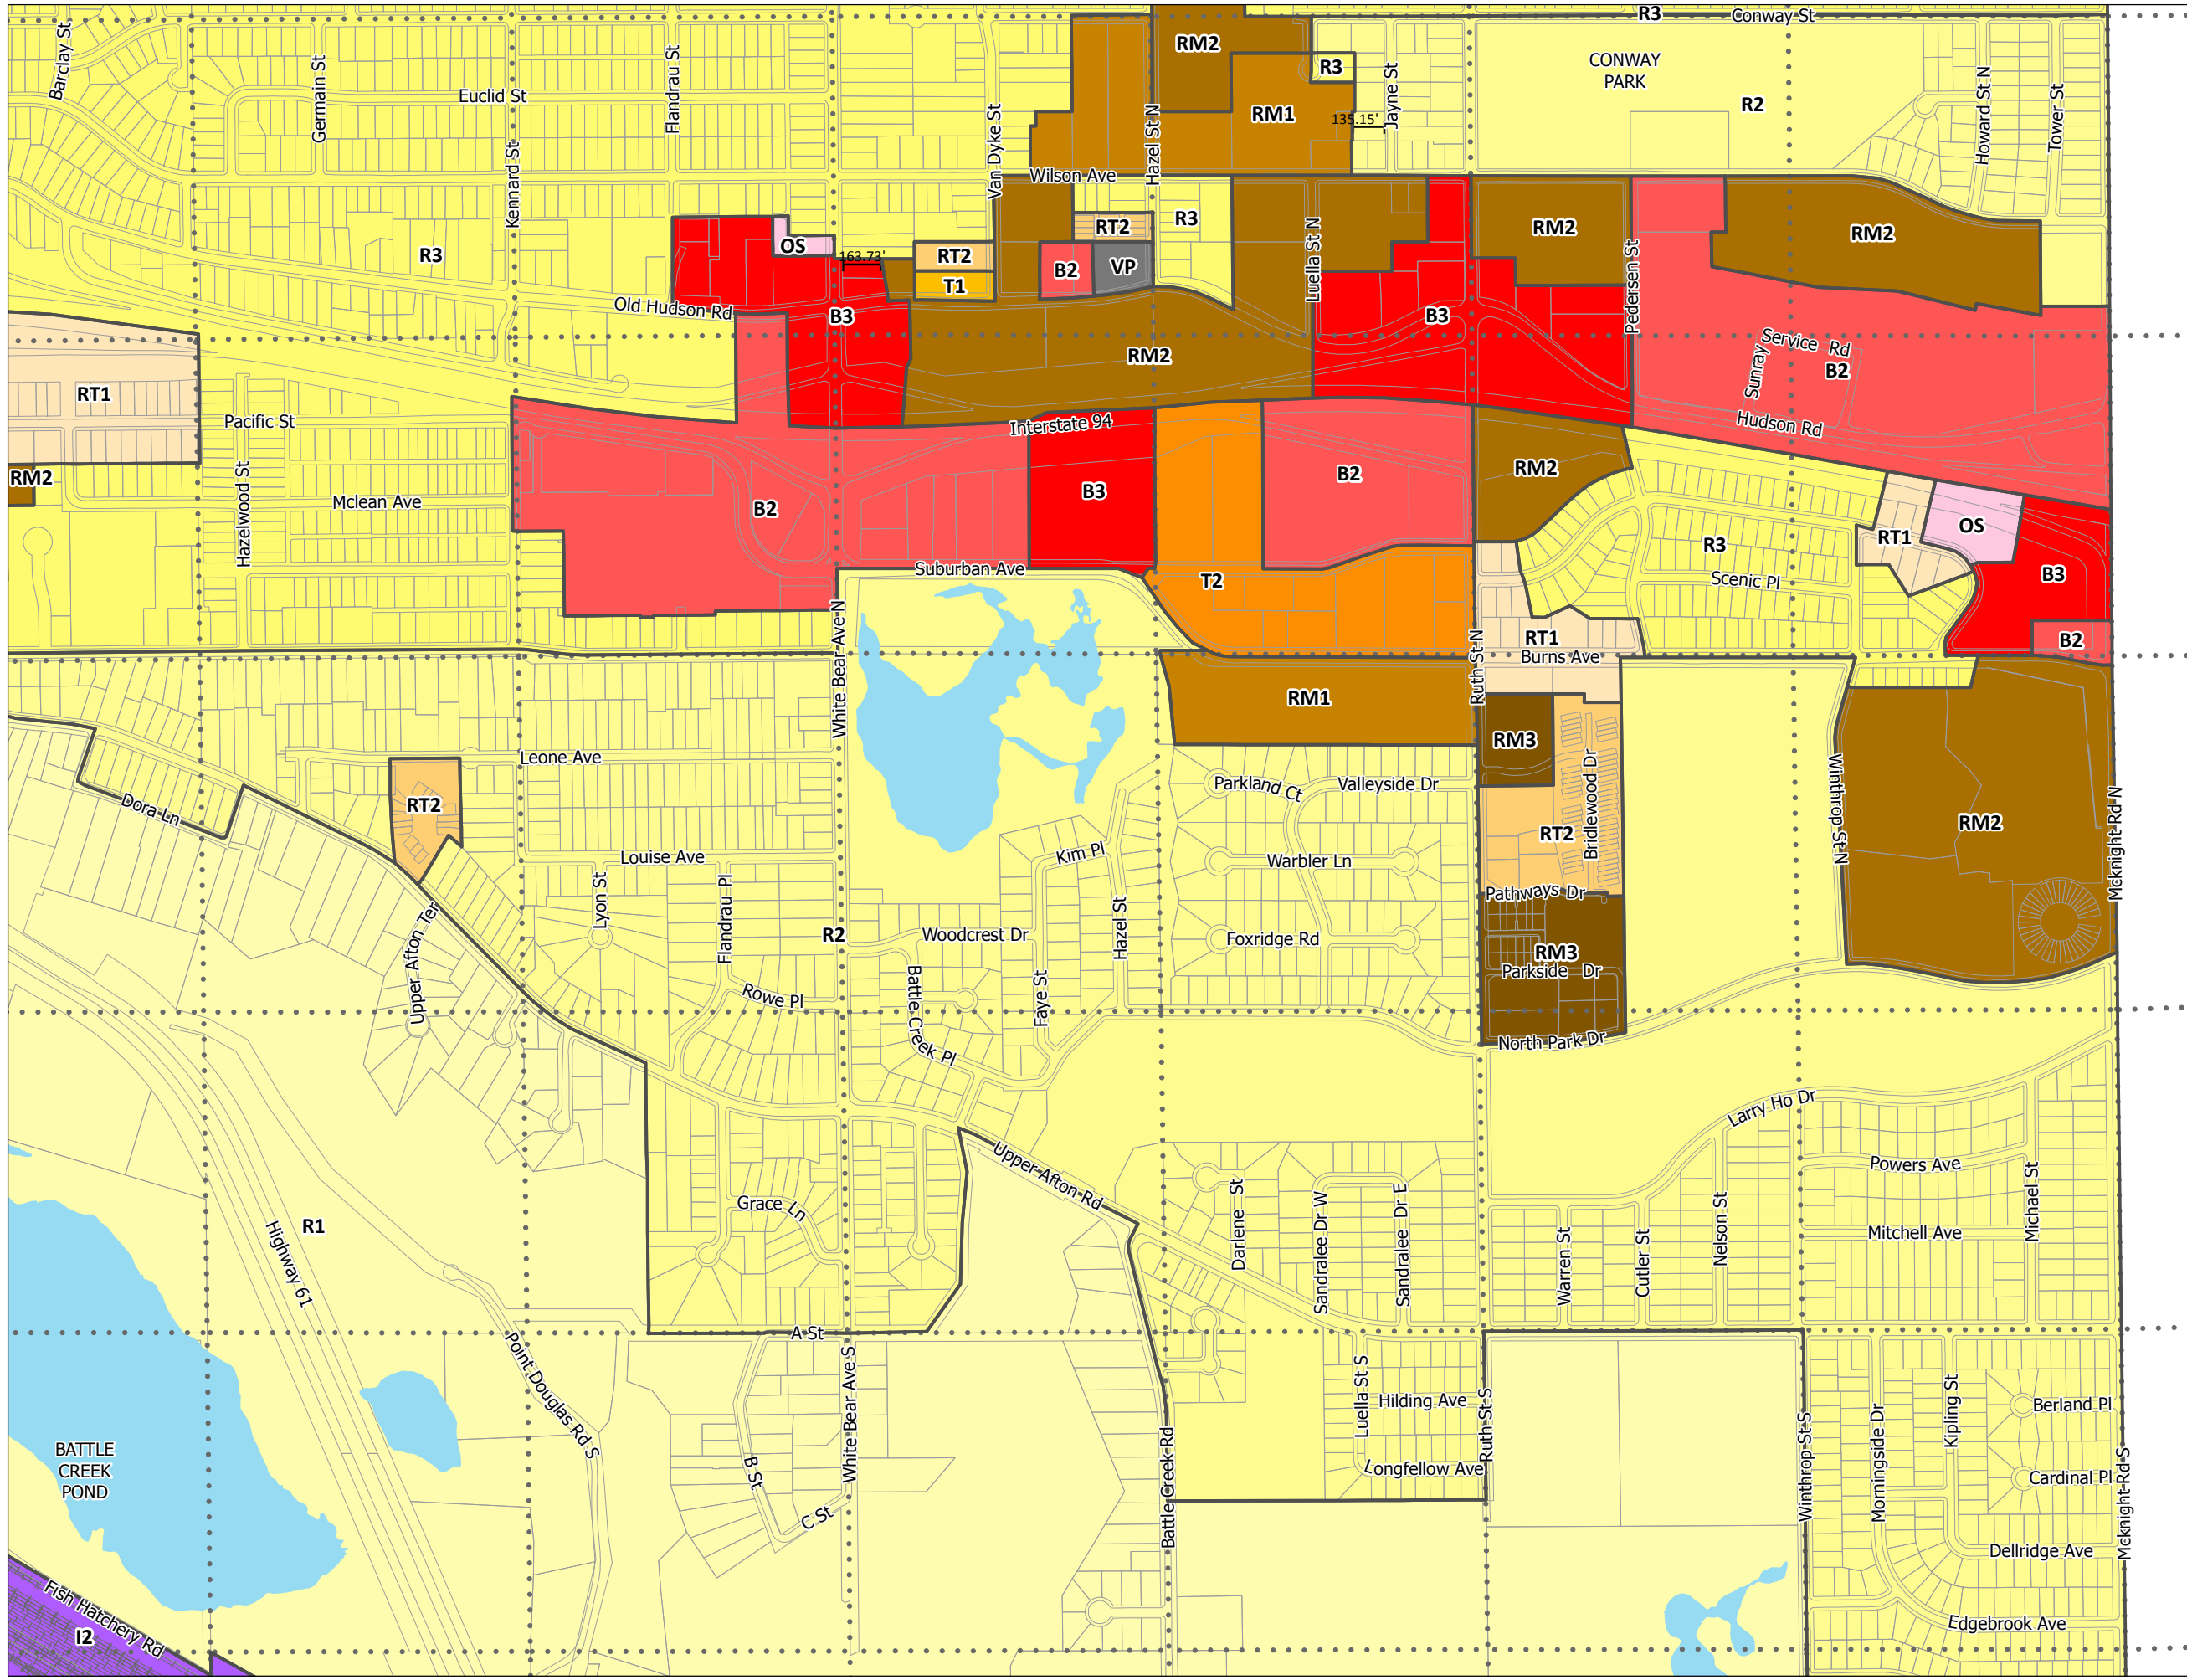 R3
Conway St
Barclay St
Germain St
Flandrau St
Kennard St
Euclid St
Van Dyke St
Hazel St N
RM2
R3
RM1
135.15'
Jayne St
CONWAY
PARK
R2
Howard St N
Tower St
Wilson Ave
R3
OS
163.73'
RT2
T1
RT2
R3
B2
VP
Luella St N
RM2
Pedersen St
RM2
Old Hudson Rd
B3
B3
RM2
Service Rd
Sunray
B2
RT1
Pacific St
Interstate 94
Hudson Rd
RM2
Hazelwood St
Mclean Ave
B2
B3
B2
RM2
R3
RT1
OS
Suburban Ave
T2
Scenic Pl
B3
White Bear Ave N
Ruth St N
RT1
B2
Burns Ave
RM1
RM3
Leone Ave
Dora Ln
RT2
Parkland Ct
Valleyside Dr
Bridlewood Dr
RT2
Winthrop St N
RM2
Mcknight Rd N
Louise Ave
Kim Pl
Warbler Ln
Lyon St
Flandrau Pl
Pathways Dr
Upper Afton Ter
R2
Woodcrest Dr
Hazel St
Foxridge Rd
RM3
Parkside Dr
Rowe Pl
Battle Creek Pl
Faye St
North Park Dr
Larry Ho Dr
Upper Afton Rd
Powers Ave
Grace Ln
Darlene St
Sandralee Dr W
Sandralee Dr E
Warren St
Cutler St
Nelson St
Mitchell Ave
Michael St
R1
Highway 61
A St
Point Douglas Rd S
White Bear Ave S
B St
C St
Battle Creek Rd
Luella St S
Hilding Ave
Ruth St S
Longfellow Ave
Winthrop St S
Morningside Dr
Kipling St
Berland Pl
Cardinal Pl
Mcknight Rd S
Dellridge Ave
Edgebrook Ave
BATTLE
CREEK
POND
Fish Hatchery Rd
I2